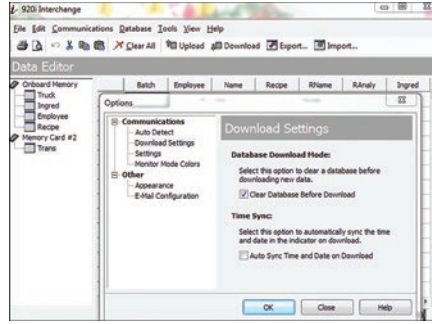 920i Interchange
File Edit Communications Database Tools View Help
Clear All Upload Download Export... Import...
Data Editor
Onboard Memory
Truck
Ingred
Employee
Recipe
Memory Card #2
Trans
Batch Employee Name Recipe RName RAnaly Ingred
Options
Communications
Auto Detect
Download Settings
Settings
Monitor Mode Colors
Other
Appearance
E-Mail Configuration
Download Settings
Database Download Mode:
Select this option to clear a database before
downloading new data.
Clear Database Before Download
Time Sync:
Select this option to automatically sync the time
and date in the indicator on download.
Auto Sync Time and Date on Download
OK Close Help